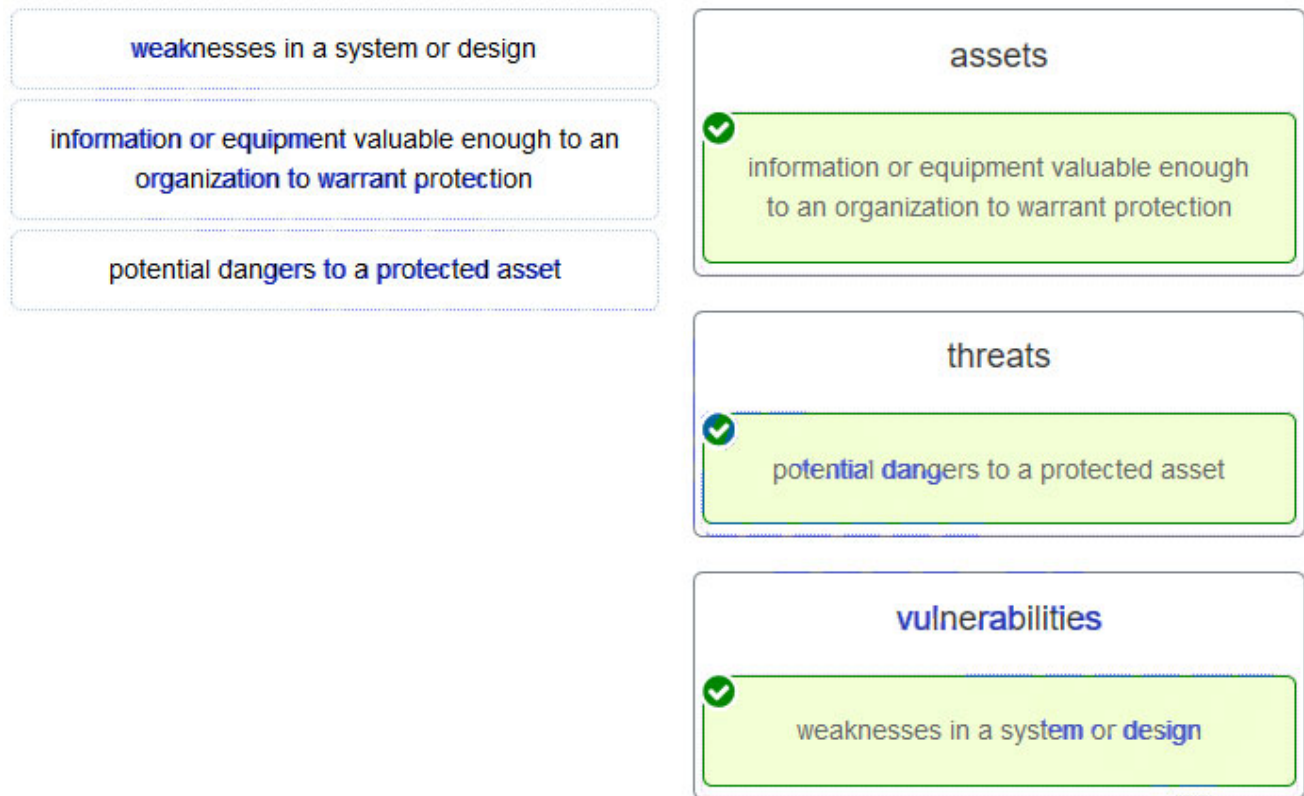 weaknesses in a system or design
information or equipment valuable enough to an
organization to warrant protection
potential dangers to a protected asset
assets
information or equipment valuable enough
to an organization to warrant protection
threats
potential dangers to a protected asset
vulnerabilities
weaknesses in a system or design